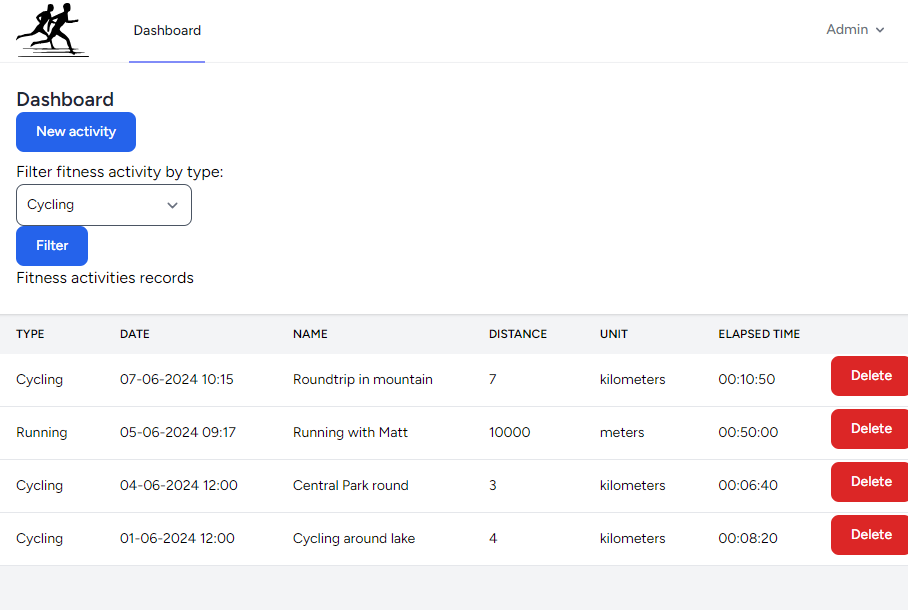 Dashboard Admin
Dashboard
New activity
Filter fitness activity by type:
Cycling
Filter
Fitness activities records
TYPE DATE NAME DISTANCE UNIT ELAPSED TIME
Cycling 07-06-2024 10:15 Roundtrip in mountain 7 kilometers 00:10:50 Delete
Running 05-06-2024 09:17 Running with Matt 10000 meters 00:50:00 Delete
Cycling 04-06-2024 12:00 Central Park round 3 kilometers 00:06:40 Delete
Cycling 01-06-2024 12:00 Cycling around lake 4 kilometers 00:08:20 Delete